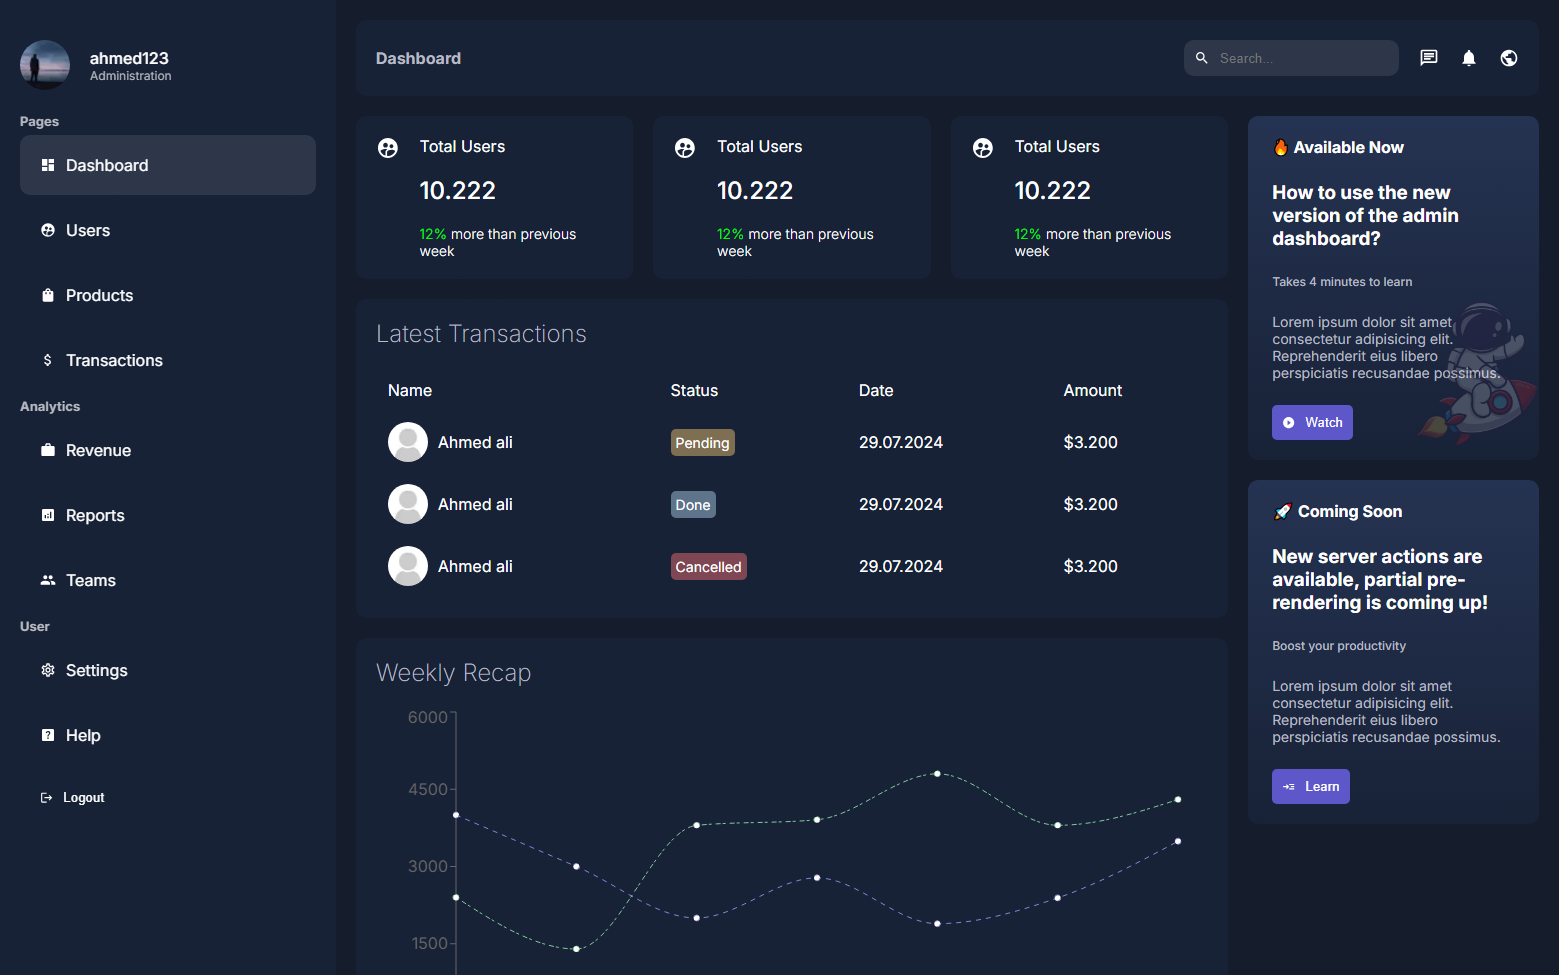 ahmed123
Administration
Pages
Dashboard
Users
Products
Transactions
Analytics
Revenue
Reports
Teams
User
Settings
Help
Logout
Dashboard
Search...
Total Users
10.222
12% more than previous
week
Total Users
10.222
12% more than previous
week
Total Users
10.222
12% more than previous
week
Latest Transactions
Name Status Date Amount
Ahmed ali Pending 29.07.2024 $3.200
Ahmed ali Done 29.07.2024 $3.200
Ahmed ali Cancelled 29.07.2024 $3.200
Weekly Recap
6000
4500
3000
1500
🔥 Available Now
How to use the new
version of the admin
dashboard?
Takes 4 minutes to learn
Lorem ipsum dolor sit amet
consectetur adipisicing elit.
Reprehenderit eius libero
perspiciatis recusandae possimus.
Watch
🚀 Coming Soon
New server actions are
available, partial pre-
rendering is coming up!
Boost your productivity
Lorem ipsum dolor sit amet
consectetur adipisicing elit.
Reprehenderit eius libero
perspiciatis recusandae possimus.
Learn